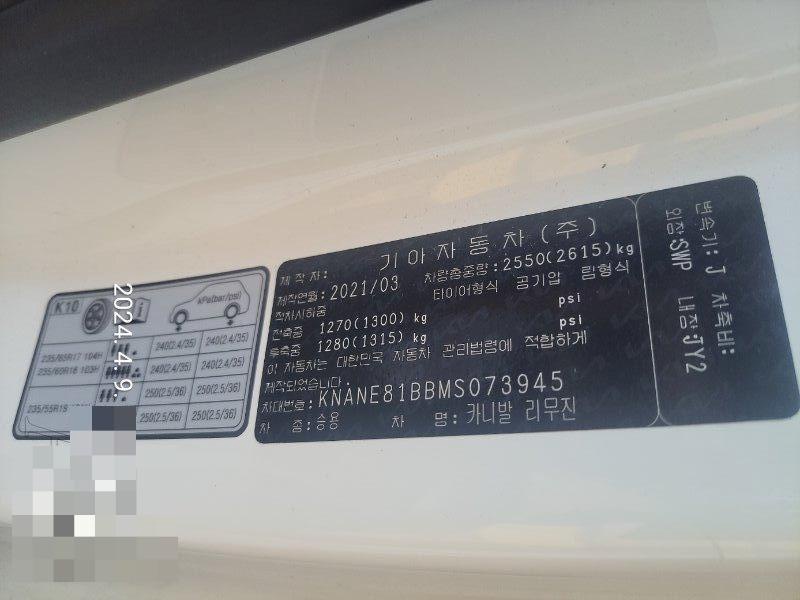 2024.4.9.
K10
kPa(bar/psi)
235/65R17 104H 240(2.4/35) 240(2.4/35)
235/60R18 103H 240(2.4/35) 240(2.4/35)
250(2.5/36) 250(2.5/36)
235/55R19 250(2.5/36) 250(2.5/36)
제작자: 기아자동차(주)
제작연월: 2021/03 차량총중량: 2550(2615)kg
적차시하중 타이어형식 공기압 림형식
전축중 1270(1300) kg psi
후축중 1280(1315) kg psi
이 자동차는 대한민국 자동차 관리법령에 적합하게
제작되었습니다.
차대번호: KNANE81BBMS073945
차 종: 승용 차 명: 카니발 리무진
변속기: J 차축비:
외장SWP 내장JY2